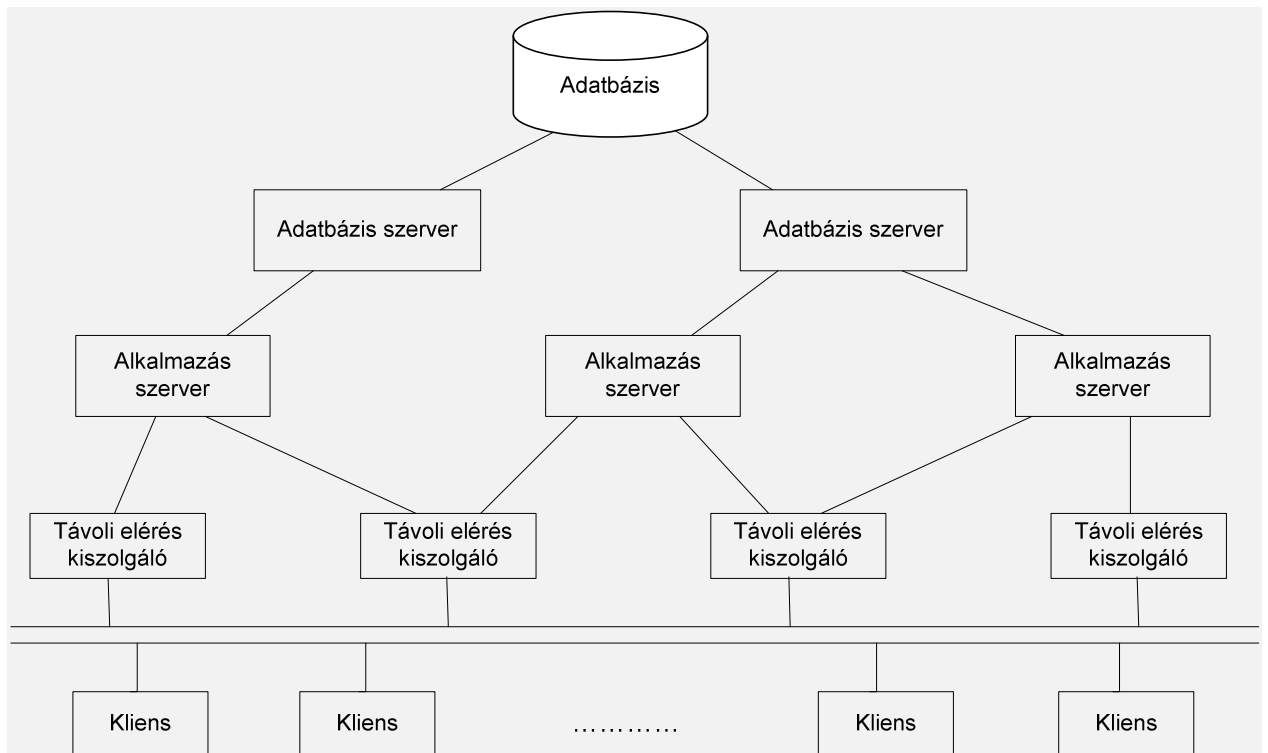 Adatbázis
Adatbázis szerver
Adatbázis szerver
Alkalmazás
szerver
Alkalmazás
szerver
Alkalmazás
szerver
Távoli elérés
kiszolgáló
Távoli elérés
kiszolgáló
Távoli elérés
kiszolgáló
Távoli elérés
kiszolgáló
Kliens
Kliens
…………
Kliens
Kliens